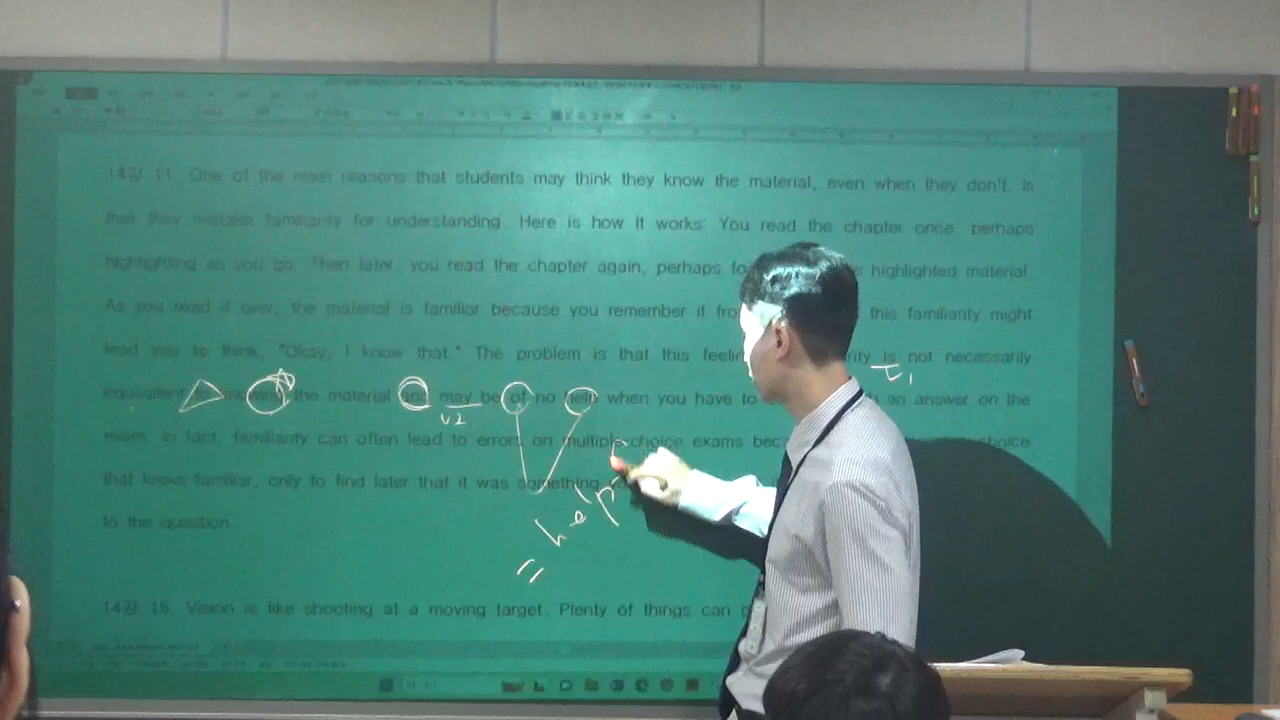 14강 11. One of the main reasons that students may think they know the material, even when they don't, is
that they mistake familiarity for understanding. Here is how it works: You read the chapter once, perhaps
highlighting as you go. Then later, you read the chapter again, perhaps highlighted material.
As you read it over, the material is familiar because you remember it this familiarity might
lead you to think, "Okay, I know that." The problem is that this is not necessarily
equivalent the material and may be of no help when you have to an answer on the
V2
exam. In fact, familiarity can often lead to errors on multiple-choice exams choice
that looks familiar, only to find later that it was something
= help
to the question.
14강 15. Vision is like shooting at a moving target. Plenty of things can